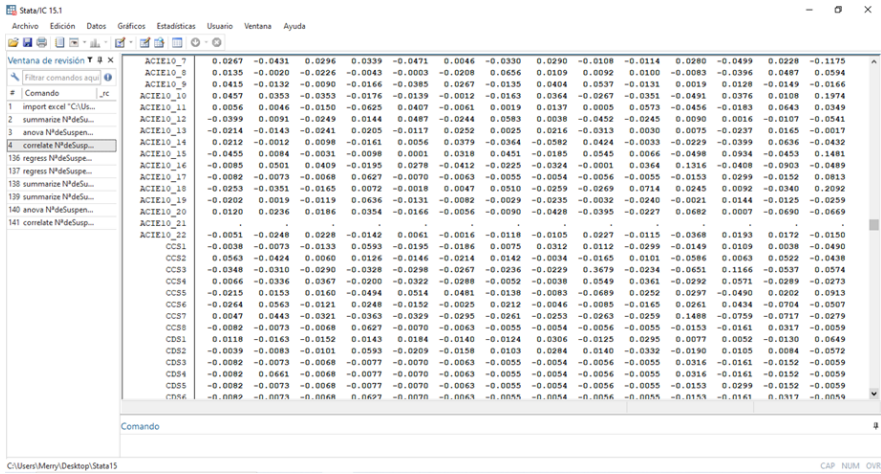 Stata/IC 15.1
Archivo Edición Datos Gráficos Estadísticas Usuario Ventana Ayuda
Ventana de revisión
Filtrar comandos aquí
# Comando _rc
1 import excel "C:\Us...
2 summarize NªdeSu...
3 anova NªdeSuspen...
4 correlate NªdeSusp...
136 regress NªdeSuspe...
137 regress NªdeSuspe...
138 summarize NªdeSu...
139 summarize NªdeSu...
140 anova NªdeSuspen...
141 correlate NªdeSusp...
ACIE10_7 0.0267 -0.0431 0.0296 0.0339 -0.0471 0.0046 -0.0330 0.0290 -0.0108 -0.0114 0.0280 -0.0499 0.0228 -0.1175
ACIE10_8 0.0135 -0.0020 -0.0226 -0.0043 -0.0003 -0.0208 0.0656 0.0109 0.0092 0.0100 -0.0083 -0.0396 0.0487 0.0594
ACIE10_9 0.0415 -0.0132 -0.0090 -0.0166 -0.0385 0.0267 -0.0135 0.0404 0.0537 -0.0131 0.0019 0.0128 -0.0149 -0.0166
ACIE10_10 0.0457 0.0353 -0.0353 -0.0176 -0.0139 -0.0012 -0.0163 0.0364 -0.0267 -0.0351 -0.0491 0.0376 0.0108 0.1974
ACIE10_11 0.0056 0.0046 -0.0150 -0.0625 0.0407 -0.0061 0.0019 0.0137 0.0005 0.0573 -0.0456 -0.0183 0.0643 0.0349
ACIE10_12 -0.0399 0.0091 -0.0249 0.0144 0.0487 -0.0244 0.0583 0.0038 -0.0452 -0.0245 0.0090 0.0016 -0.0107 -0.0541
ACIE10_13 -0.0214 -0.0143 -0.0241 0.0205 -0.0117 0.0252 0.0025 0.0216 -0.0313 0.0030 0.0075 -0.0237 0.0165 -0.0017
ACIE10_14 0.0212 -0.0012 0.0098 -0.0161 0.0056 0.0379 -0.0364 -0.0582 0.0424 -0.0033 -0.0229 -0.0399 0.0636 -0.0432
ACIE10_15 -0.0455 0.0084 -0.0031 -0.0098 0.0001 0.0318 0.0451 -0.0185 0.0545 0.0066 -0.0498 0.0934 -0.0453 0.1481
ACIE10_16 -0.0085 0.0501 0.0409 -0.0195 0.0278 -0.0412 -0.0225 -0.0324 -0.0001 0.0364 0.1316 -0.0408 -0.0903 -0.0489
ACIE10_17 -0.0082 -0.0073 -0.0068 0.0627 -0.0070 -0.0063 -0.0055 -0.0054 -0.0056 -0.0055 -0.0153 0.0299 -0.0152 0.0813
ACIE10_18 -0.0253 -0.0351 -0.0165 0.0072 -0.0018 0.0047 0.0510 -0.0259 -0.0269 0.0714 0.0245 0.0092 -0.0340 0.2092
ACIE10_19 -0.0202 0.0019 -0.0119 0.0636 -0.0131 -0.0082 -0.0029 -0.0235 -0.0032 -0.0240 -0.0021 0.0144 -0.0125 -0.0259
ACIE10_20 0.0120 0.0236 0.0186 0.0354 -0.0166 -0.0056 -0.0090 -0.0428 -0.0395 -0.0227 0.0682 0.0007 -0.0690 -0.0669
ACIE10_21 . . . . . . . . . . . . . .
ACIE10_22 -0.0051 -0.0248 0.0228 -0.0142 0.0061 -0.0016 -0.0118 -0.0105 0.0227 -0.0115 -0.0368 0.0193 0.0172 -0.0150
CCS1 -0.0038 -0.0073 -0.0133 0.0593 -0.0195 -0.0186 0.0075 0.0312 0.0112 -0.0299 -0.0149 0.0109 0.0038 -0.0490
CCS2 0.0563 -0.0424 0.0060 0.0126 -0.0146 -0.0214 0.0142 -0.0034 -0.0165 0.0101 -0.0586 0.0063 0.0522 -0.0438
CCS3 -0.0348 -0.0310 -0.0290 -0.0328 -0.0298 -0.0267 -0.0236 -0.0229 0.3679 -0.0234 -0.0651 0.1166 -0.0537 0.0574
CCS4 0.0066 -0.0336 0.0367 -0.0200 -0.0322 -0.0288 -0.0052 -0.0038 0.0549 0.0361 -0.0292 0.0571 -0.0289 -0.0273
CCS5 -0.0215 0.0153 0.0160 -0.0494 0.0514 0.0481 -0.0138 -0.0083 -0.0689 0.0252 0.0297 -0.0490 0.0202 0.0913
CCS6 -0.0264 0.0563 -0.0121 0.0248 -0.0152 -0.0025 0.0212 -0.0046 -0.0085 -0.0165 0.0261 0.0434 -0.0704 -0.0507
CCS7 0.0047 0.0443 -0.0321 -0.0363 -0.0329 -0.0295 -0.0261 -0.0253 -0.0263 -0.0259 0.1488 -0.0759 -0.0717 -0.0279
CCS8 -0.0082 -0.0073 -0.0068 0.0627 -0.0070 -0.0063 -0.0055 -0.0054 -0.0056 -0.0055 -0.0153 -0.0161 0.0317 -0.0059
CDS1 0.0118 -0.0163 -0.0152 0.0143 0.0184 -0.0140 -0.0124 0.0306 -0.0125 0.0295 0.0077 0.0052 -0.0130 0.0649
CDS2 -0.0039 -0.0083 -0.0101 0.0593 -0.0209 -0.0158 0.0103 0.0284 0.0140 -0.0332 -0.0190 0.0105 0.0084 -0.0572
CDS3 -0.0082 -0.0073 -0.0068 -0.0077 -0.0070 -0.0063 -0.0055 -0.0054 -0.0056 -0.0055 0.0316 -0.0161 -0.0152 -0.0059
CDS4 -0.0082 0.0661 -0.0068 -0.0077 -0.0070 -0.0063 -0.0055 -0.0054 -0.0056 -0.0055 0.0316 -0.0161 -0.0152 -0.0059
CDS5 -0.0082 -0.0073 -0.0068 -0.0077 -0.0070 -0.0063 -0.0055 -0.0054 -0.0056 -0.0055 -0.0153 0.0299 -0.0152 -0.0059
CDS6 -0.0082 -0.0073 -0.0068 0.0627 -0.0070 -0.0063 -0.0055 -0.0054 -0.0056 -0.0055 -0.0153 -0.0161 0.0317 -0.0059
Comando
C:\Users\Merry\Desktop\Stata15
CAP NUM OVR